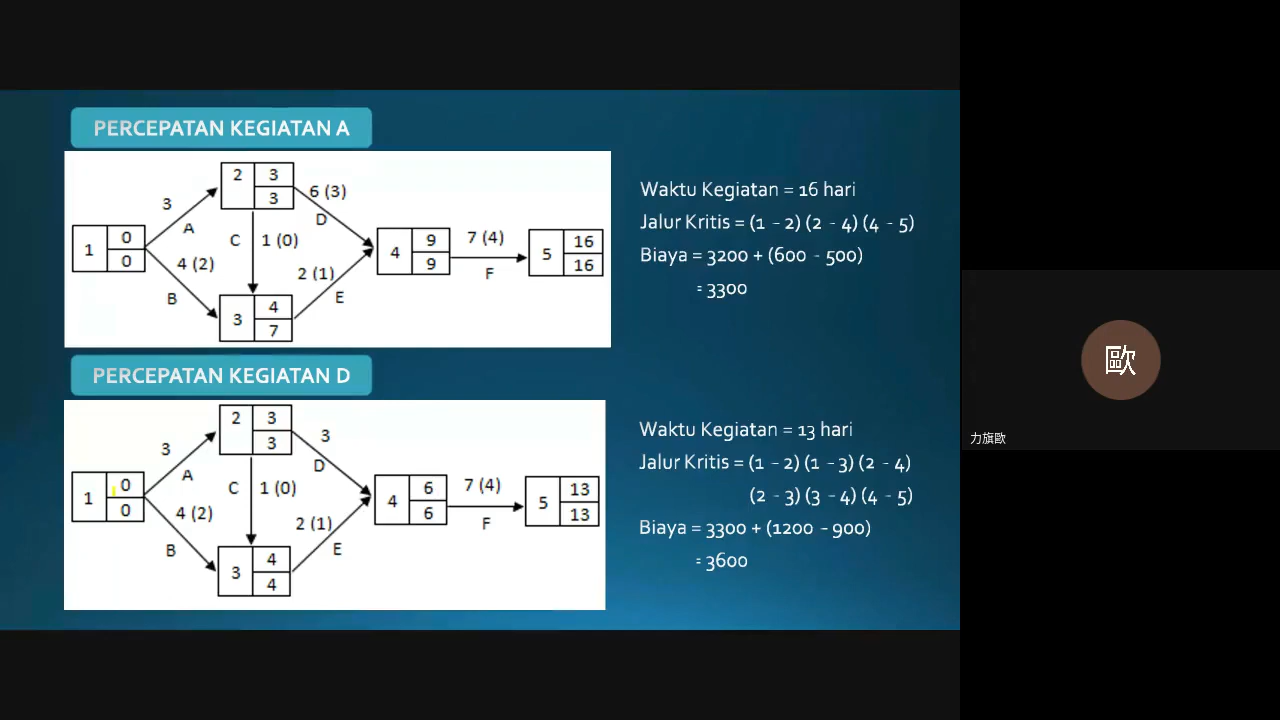 PERCEPATAN KEGIATAN A
2 3
3
3
A
6 (3)
D
C 1 (0)
1 0
0
4 (2)
B
4 9
9
7 (4)
F
5 16
16
2 (1)
E
3 4
7
Waktu Kegiatan = 16 hari
Jalur Kritis = (1 - 2) (2 - 4) (4 - 5)
Biaya = 3200 + (600 - 500)
= 3300
PERCEPATAN KEGIATAN D
2 3
3
3
A
3
D
C 1 (0)
1 0
0
4 (2)
B
4 6
6
7 (4)
F
5 13
13
2 (1)
E
3 4
4
Waktu Kegiatan = 13 hari
Jalur Kritis = (1 - 2) (1 - 3) (2 - 4)
(2 - 3) (3 - 4) (4 - 5)
Biaya = 3300 + (1200 - 900)
= 3600
歐
力旗歐